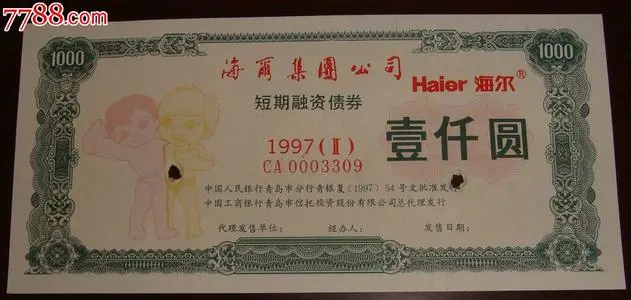 7788.com
1000
1000
海爾集團公司
Haier 海尔®
短期融资债券
1997(Ⅱ)
CA 0003309
壹仟圆
中国人民银行青岛市分行青银复(1997)54号文批准发行
中国工商银行青岛市信托投资股份有限公司总代理发行
代理发售单位: 经办人: 发售日期:
1000
1000